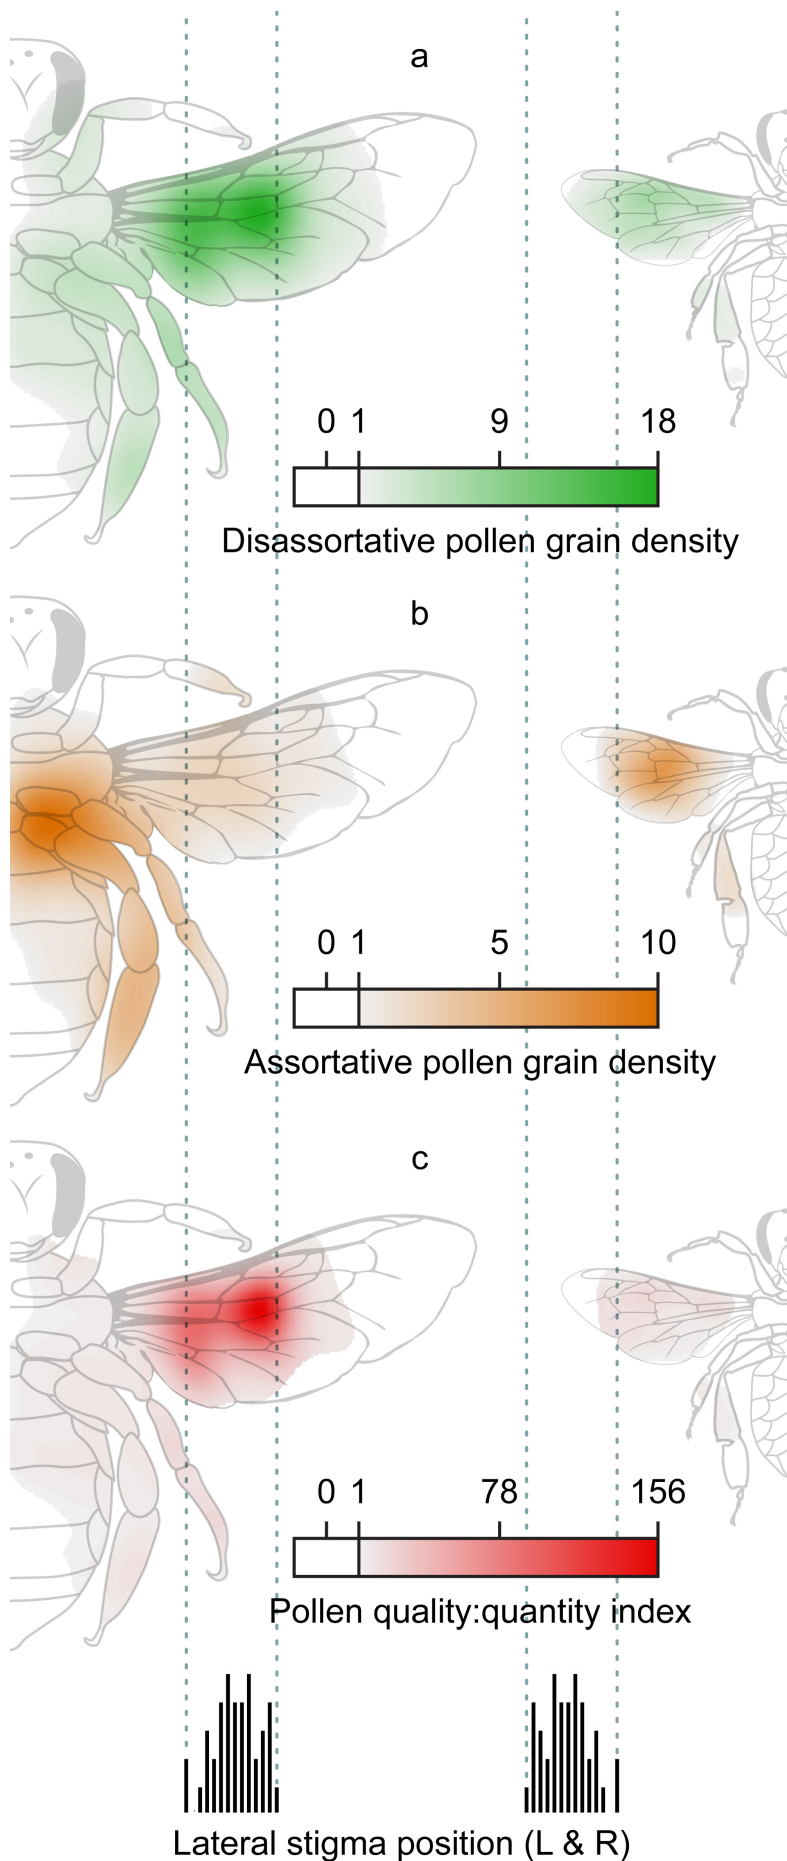 a
0 1 9 18
Disassortative pollen grain density
b
0 1 5 10
Assortative pollen grain density
c
0 1 78 156
Pollen quality:quantity index
Lateral stigma position (L & R)